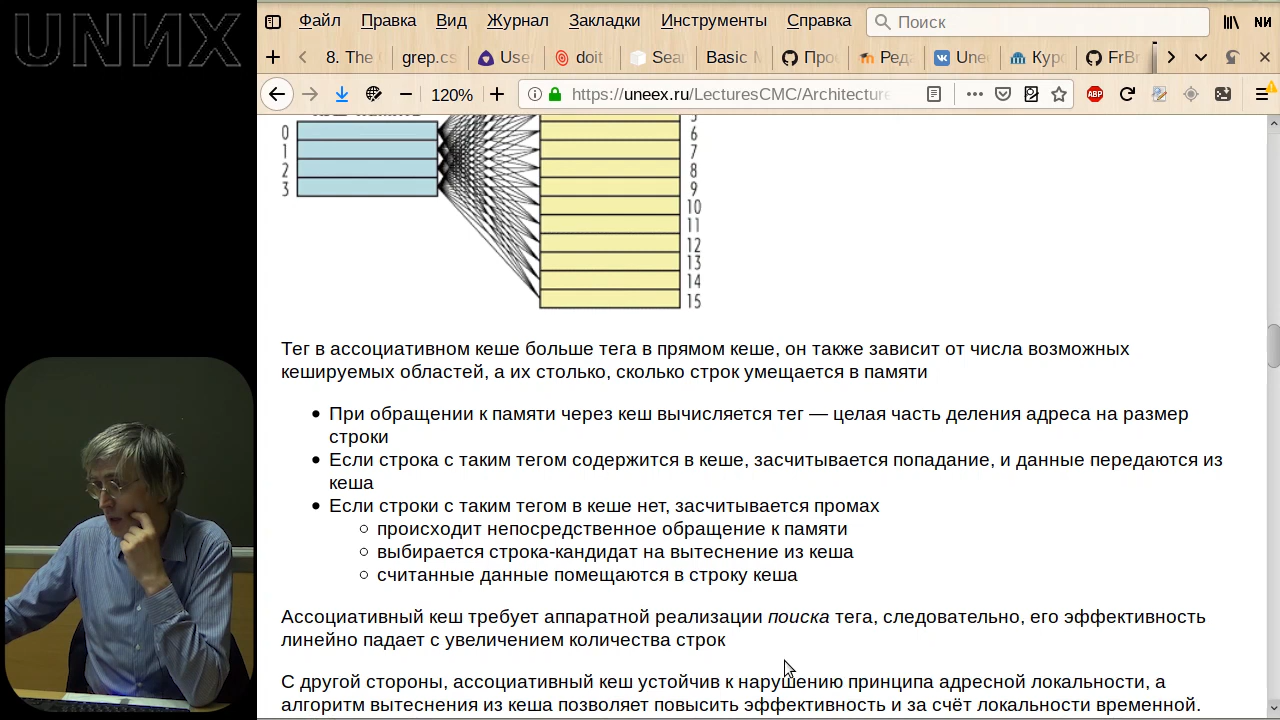 UNИX
Файл Правка Вид Журнал Закладки Инструменты Справка Поиск
8. The grep.cs User doit Sear Basic Про Реда Unee Курс FrBr
120% https://uneex.ru/LecturesCMC/Architecture ABP
5
0 6
1 7
2 8
3 9
10
11
12
13
14
15
Тег в ассоциативном кеше больше тега в прямом кеше, он также зависит от числа возможных
кешируемых областей, а их столько, сколько строк умещается в памяти
При обращении к памяти через кеш вычисляется тег — целая часть деления адреса на размер
строки
Если строка с таким тегом содержится в кеше, засчитывается попадание, и данные передаются из
кеша
Если строки с таким тегом в кеше нет, засчитывается промах
происходит непосредственное обращение к памяти
выбирается строка-кандидат на вытеснение из кеша
считанные данные помещаются в строку кеша
Ассоциативный кеш требует аппаратной реализации поиска тега, следовательно, его эффективность
линейно падает с увеличением количества строк
С другой стороны, ассоциативный кеш устойчив к нарушению принципа адресной локальности, а
алгоритм вытеснения из кеша позволяет повысить эффективность и за счёт локальности временной.